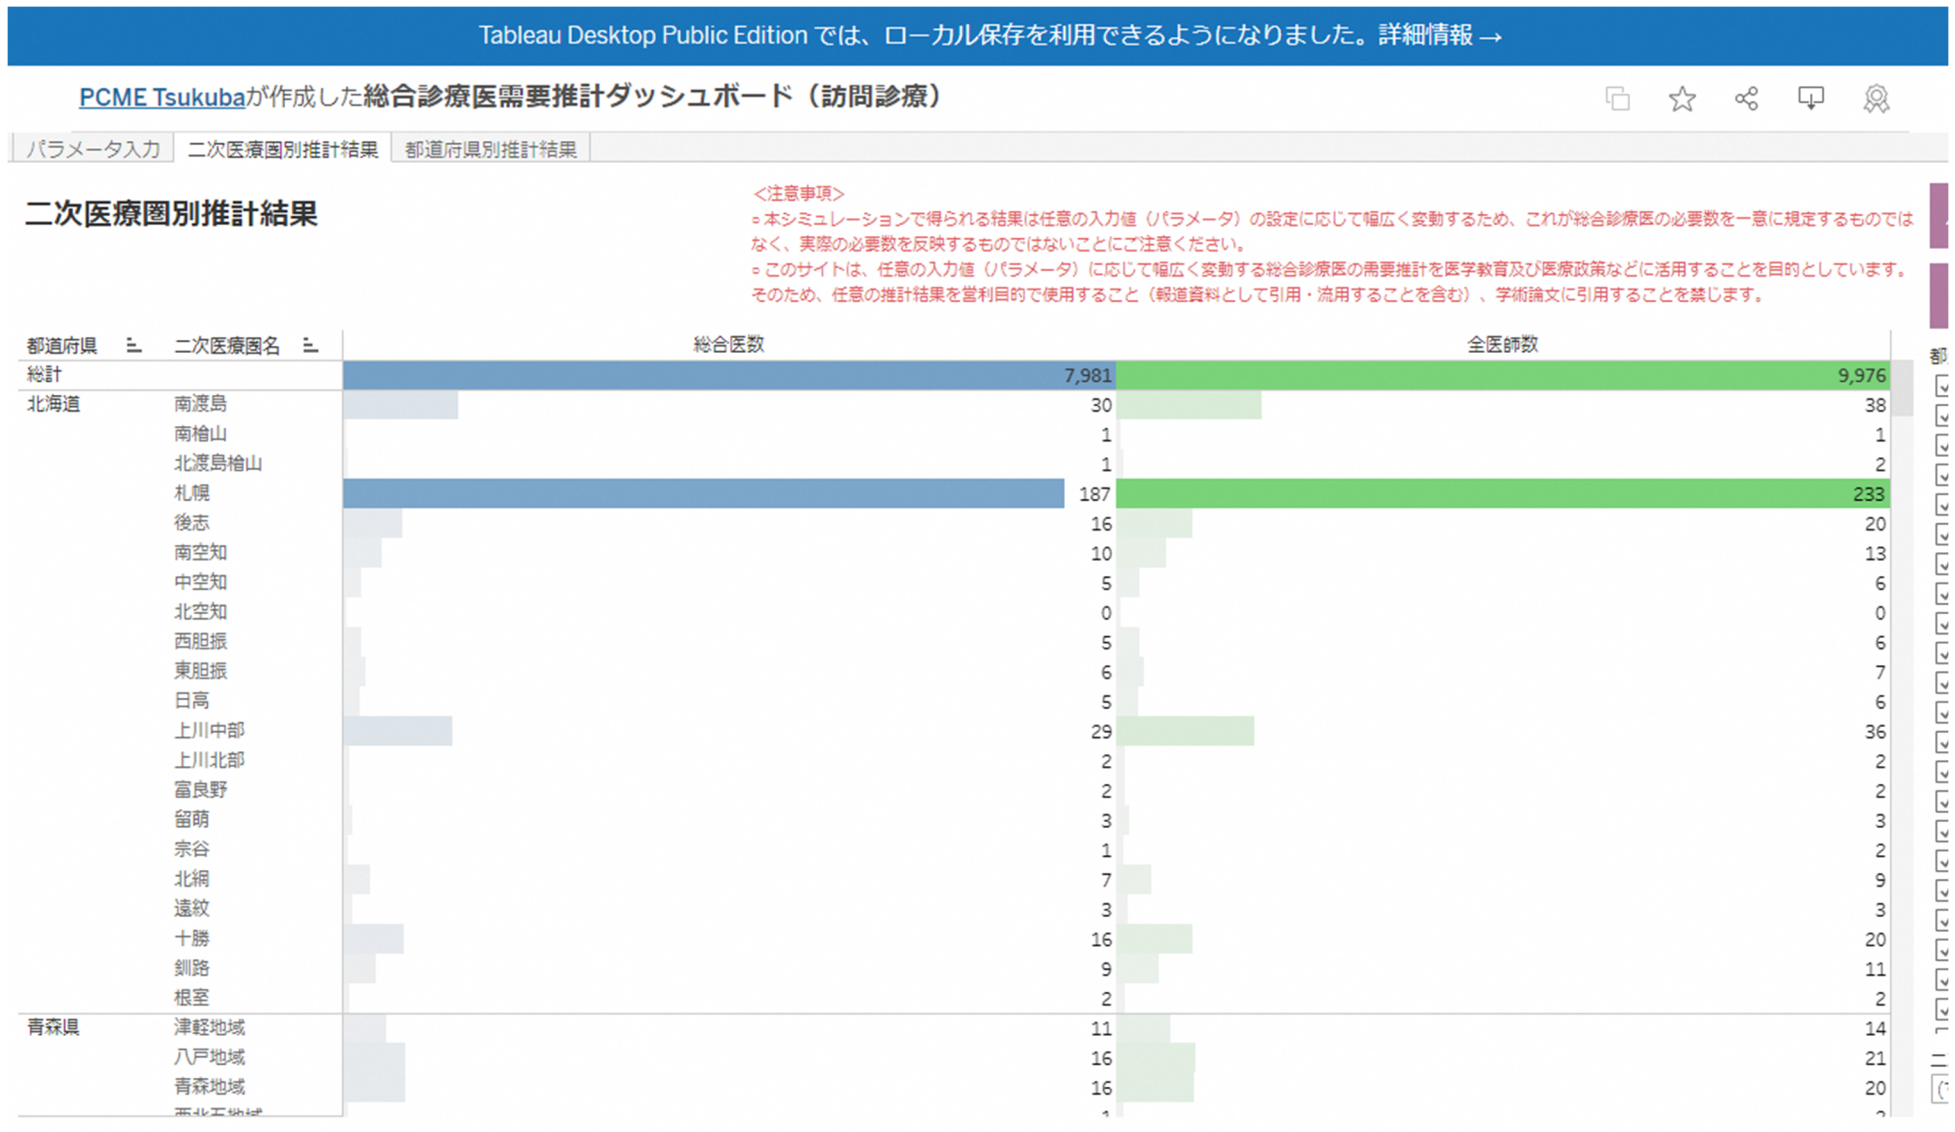 Tableau Desktop Public Edition では、ローカル保存を利用できるようになりました。詳細情報 →
PCME Tsukubaが作成した総合診療医需要推計ダッシュボード（訪問診療）
パラメータ入力 二次医療圏別推計結果 都道府県別推計結果
二次医療圏別推計結果
＜注意事項＞
▫ 本シミュレーションで得られる結果は任意の入力値（パラメータ）の設定に応じて幅広く変動するため、これが総合診療医の必要数を一意に規定するものでは
なく、実際の必要数を反映するものではないことにご注意ください。
▫ このサイトは、任意の入力値（パラメータ）に応じて幅広く変動する総合診療医の需要推計を医学教育及び医療政策などに活用することを目的としています。
そのため、任意の推計結果を営利目的で使用すること（報道資料として引用・流用することを含む）、学術論文に引用することを禁じます。
都道府県 二次医療圏名 総合医数 全医師数
総計 7,981 9,976
北海道 南渡島 30 38
南檜山 1 1
北渡島檜山 1 2
札幌 187 233
後志 16 20
南空知 10 13
中空知 5 6
北空知 0 0
西胆振 5 6
東胆振 6 7
日高 5 6
上川中部 29 36
上川北部 2 2
富良野 2 2
留萌 3 3
宗谷 1 2
北網 7 9
遠紋 3 3
十勝 16 20
釧路 9 11
根室 2 2
青森県 津軽地域 11 14
八戸地域 16 21
青森地域 16 20
西北五地域